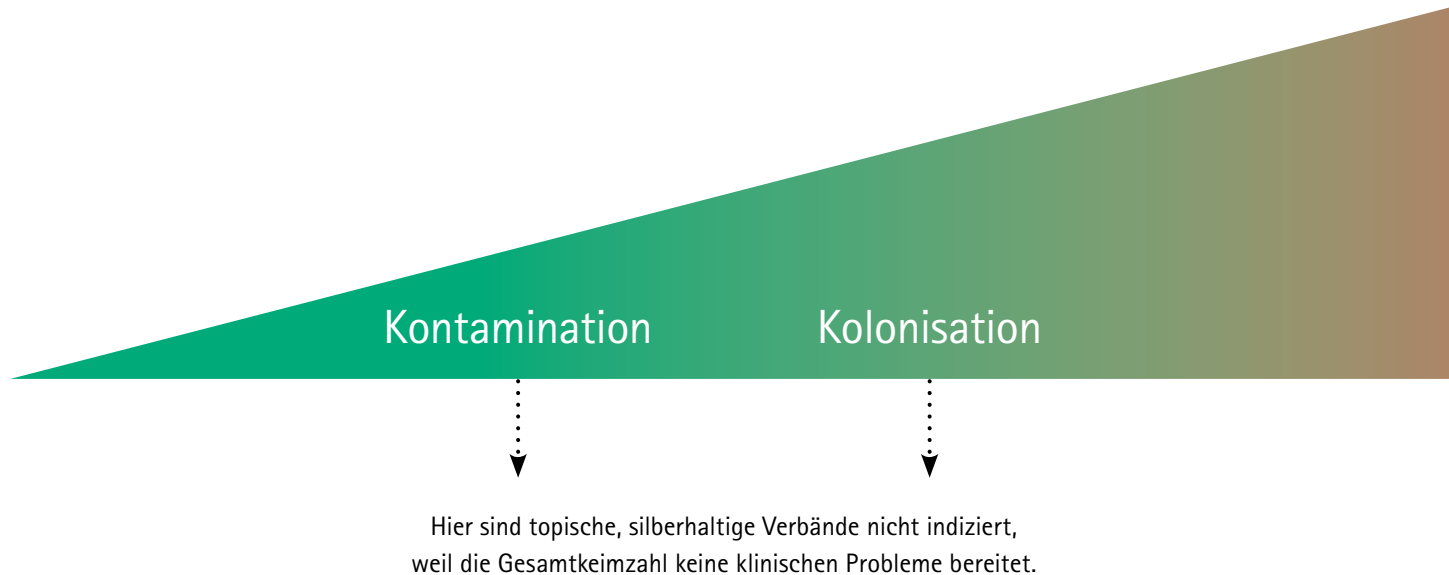 Kontamination
Kolonisation
Hier sind topische, silberhaltige Verbände nicht indiziert,
weil die Gesamtkeimzahl keine klinischen Probleme bereitet.